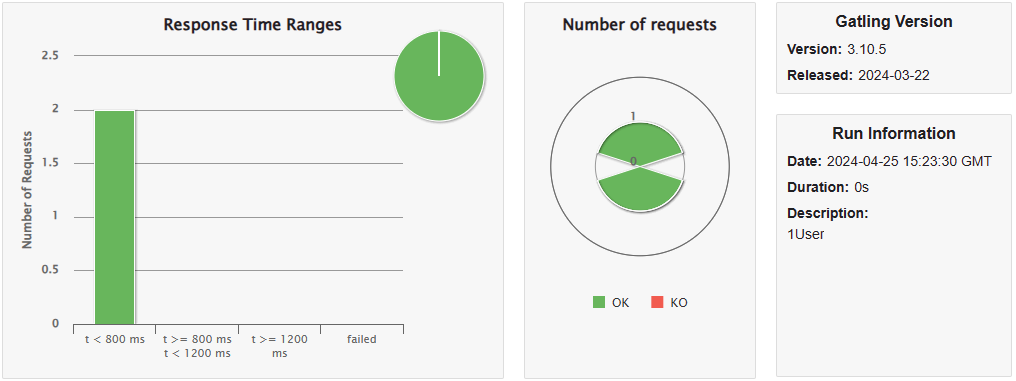 Response Time Ranges
Number of Requests
2.5
2
1.5
1
0.5
0
t < 800 ms
t >= 800 ms
t < 1200 ms
t >= 1200
ms
failed
Number of requests
1
0
OK
KO
Gatling Version
Version: 3.10.5
Released: 2024-03-22
Run Information
Date: 2024-04-25 15:23:30 GMT
Duration: 0s
Description:
1User